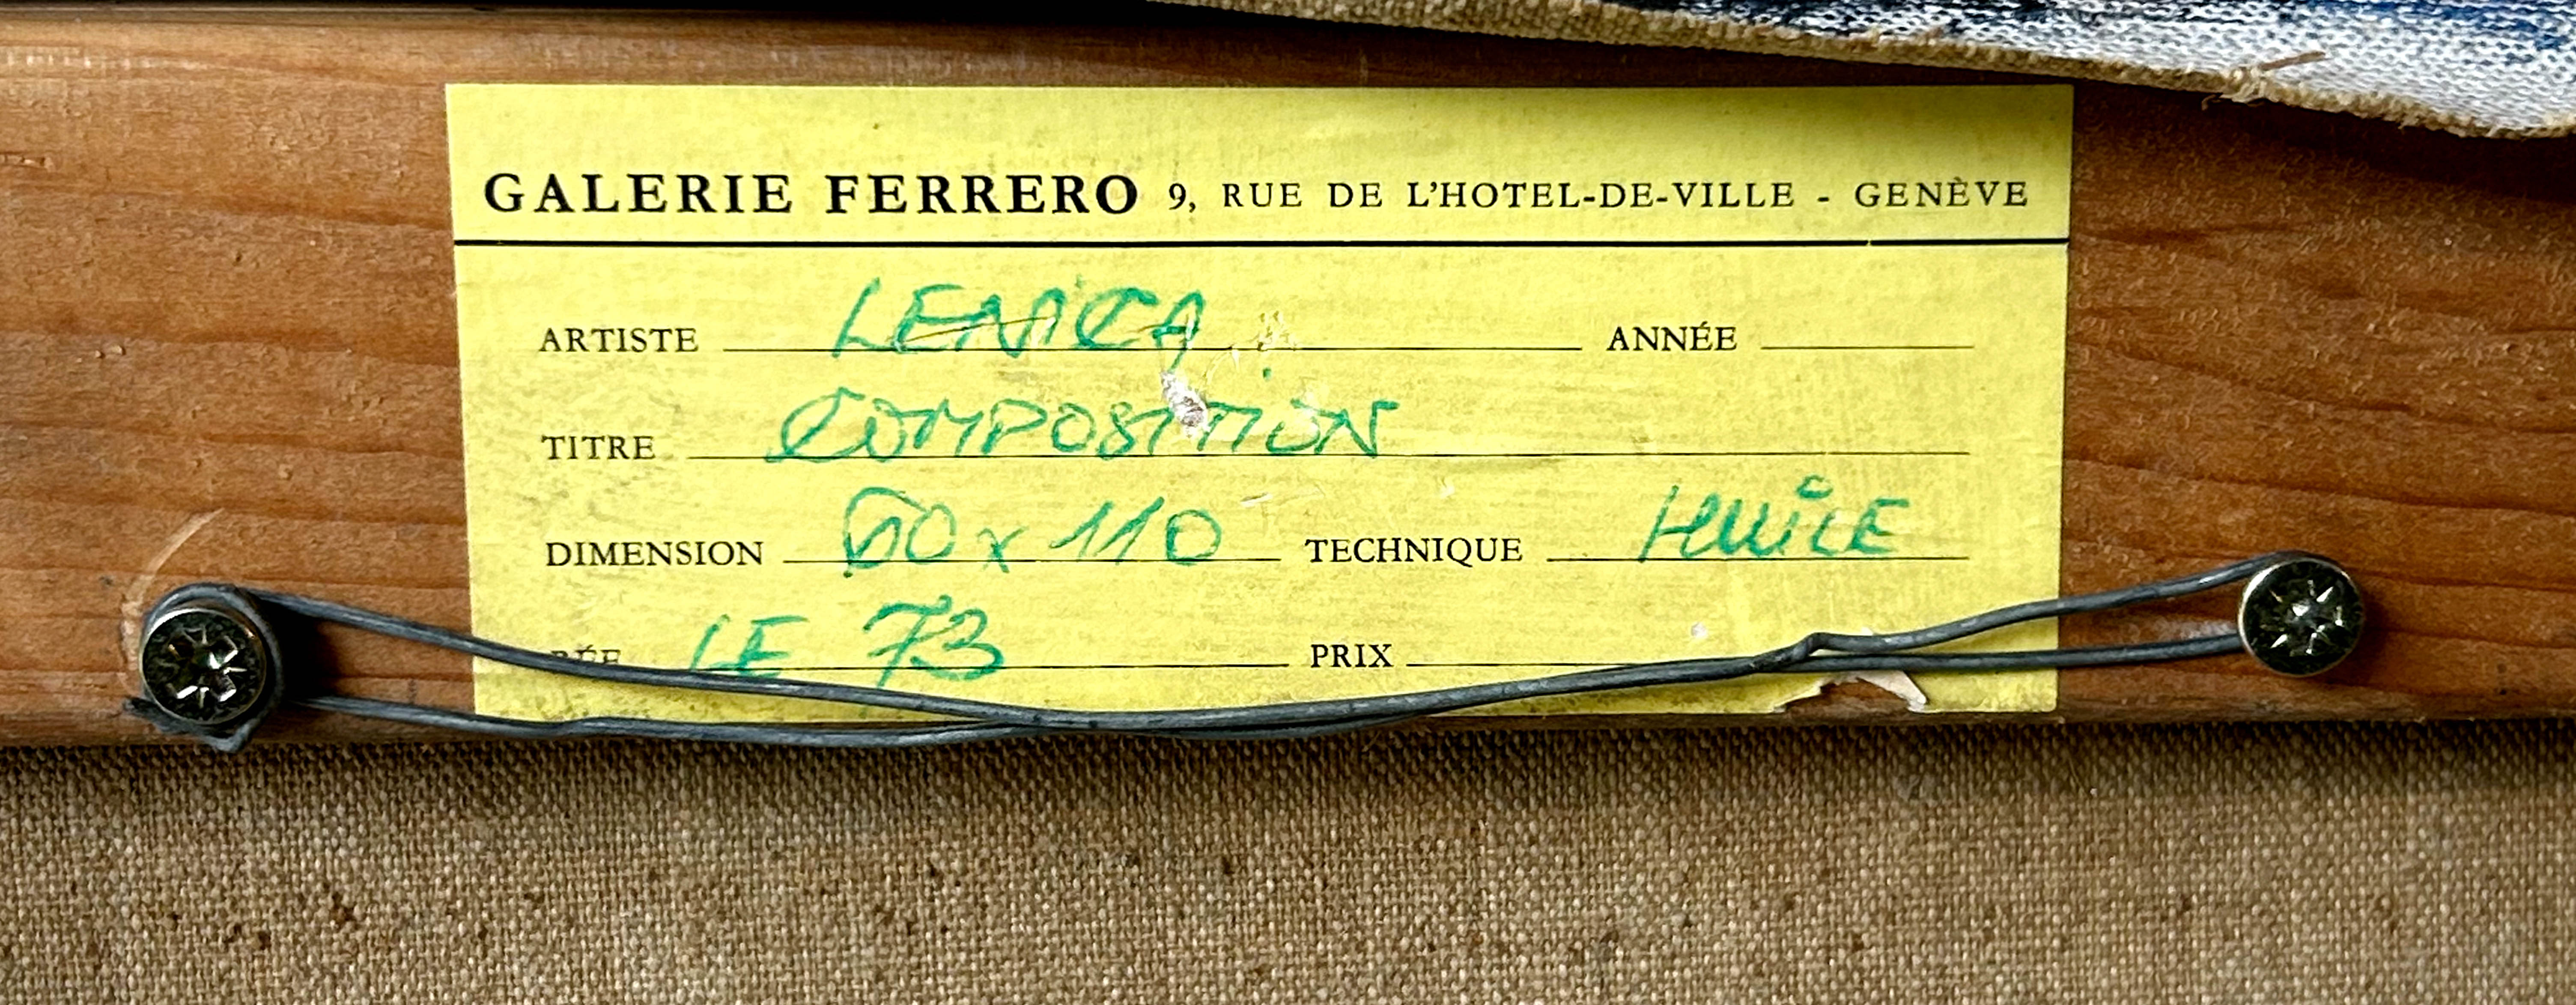 GALERIE FERRERO 9, RUE DE L'HOTEL-DE-VILLE - GENÈVE
ARTISTE LENICA ANNÉE
TITRE COMPOSITION
DIMENSION 60 x 110 TECHNIQUE HUILE
RÉF LE 73 PRIX